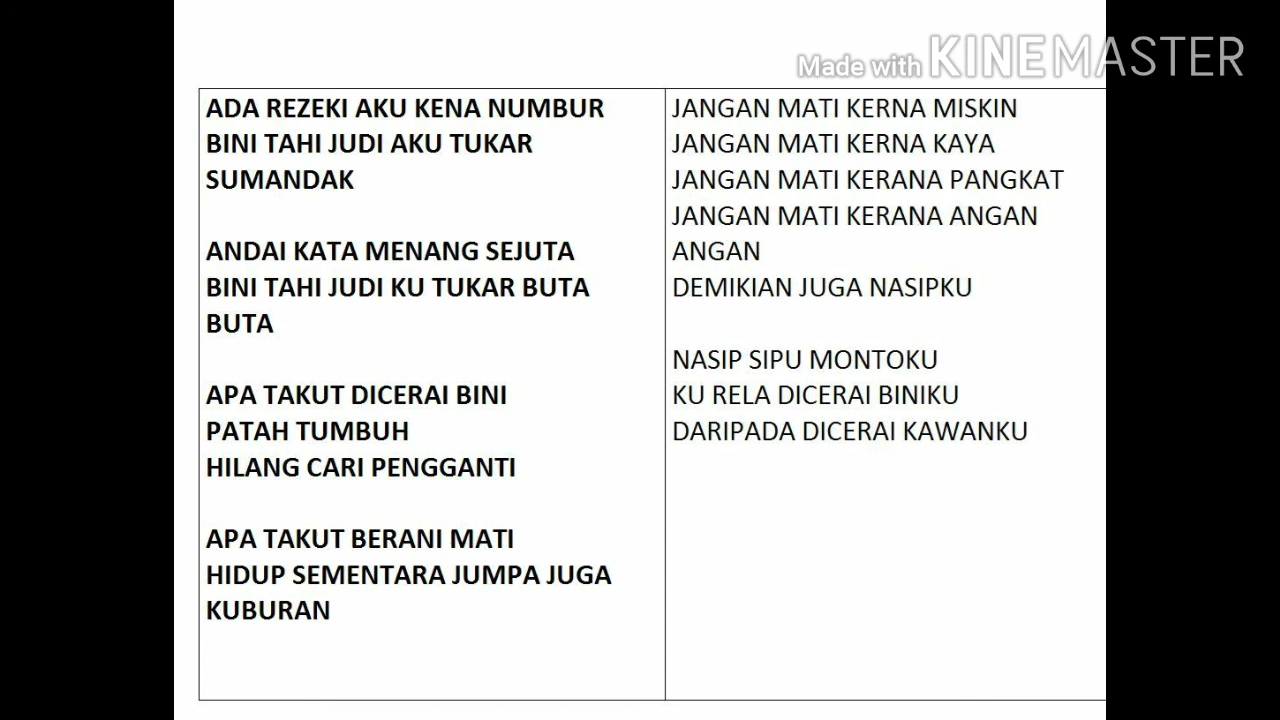 Made with KINEMASTER
ADA REZEKI AKU KENA NUMBUR
BINI TAHI JUDI AKU TUKAR
SUMANDAK
ANDAI KATA MENANG SEJUTA
BINI TAHI JUDI KU TUKAR BUTA
BUTA
APA TAKUT DICERAI BINI
PATAH TUMBUH
HILANG CARI PENGGANTI
APA TAKUT BERANI MATI
HIDUP SEMENTARA JUMPA JUGA
KUBURAN
JANGAN MATI KERNA MISKIN
JANGAN MATI KERNA KAYA
JANGAN MATI KERANA PANGKAT
JANGAN MATI KERANA ANGAN
ANGAN
DEMIKIAN JUGA NASIPKU
NASIP SIPU MONTOKU
KU RELA DICERAI BINIKU
DARIPADA DICERAI KAWANKU